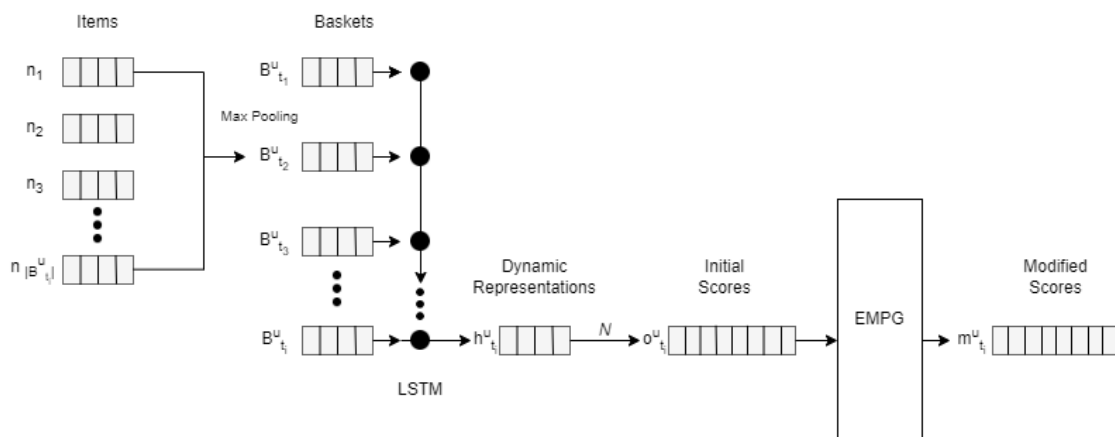 Items
Baskets
n1
B^u_t1
Max Pooling
n2
B^u_t2
n3
B^u_t3
n |B^u_ti|
Dynamic
Representations
Initial
Scores
Modified
Scores
EMPG
B^u_ti
h^u_ti
N
o^u_ti
m^u_ti
LSTM